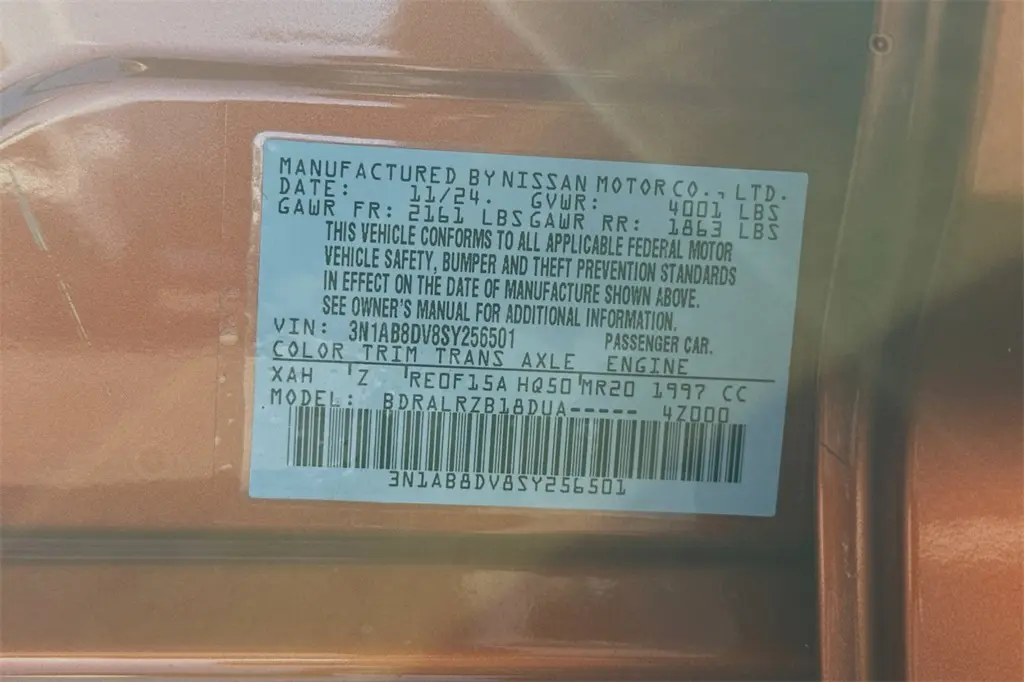 MANUFACTURED BY NISSAN MOTOR CO., LTD.
DATE: 11/24. GVWR: 4001 LBS
GAWR FR: 2161 LBS GAWR RR: 1863 LBS
THIS VEHICLE CONFORMS TO ALL APPLICABLE FEDERAL MOTOR
VEHICLE SAFETY, BUMPER AND THEFT PREVENTION STANDARDS
IN EFFECT ON THE DATE OF MANUFACTURE SHOWN ABOVE.
SEE OWNER'S MANUAL FOR ADDITIONAL INFORMATION.
VIN: 3N1AB8DV8SY256501 PASSENGER CAR.
COLOR TRIM TRANS AXLE ENGINE
XAH Z RE0F15A HQ50 MR20 1997 CC
MODEL: BDRALRZB18DUA----- 4Z000
3N1AB8DV8SY256501